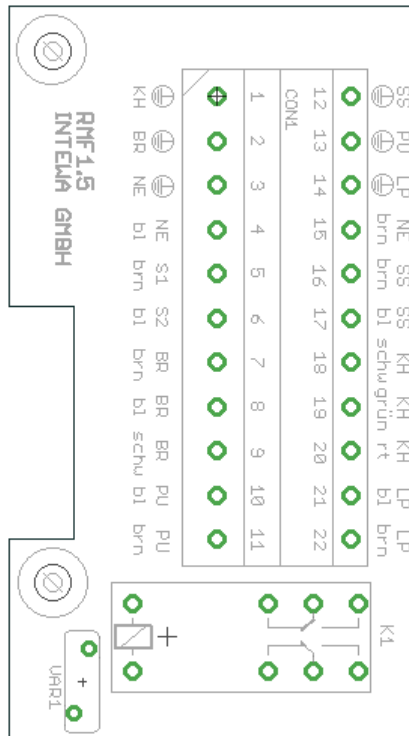 RMF1.5
INTEWA GMBH
CON1
KH 1 12 SS
BR 2 13 PU
NE 3 14 LP
bl NE 4 15 brn NE
brn S1 5 16 brn SS
bl S2 6 17 bl SS
brn BR 7 18 schw KH
bl BR 8 19 grün KH
schw BR 9 20 rt KH
bl PU 10 21 bl LP
brn PU 11 22 brn LP
K1
+
VAR1
+